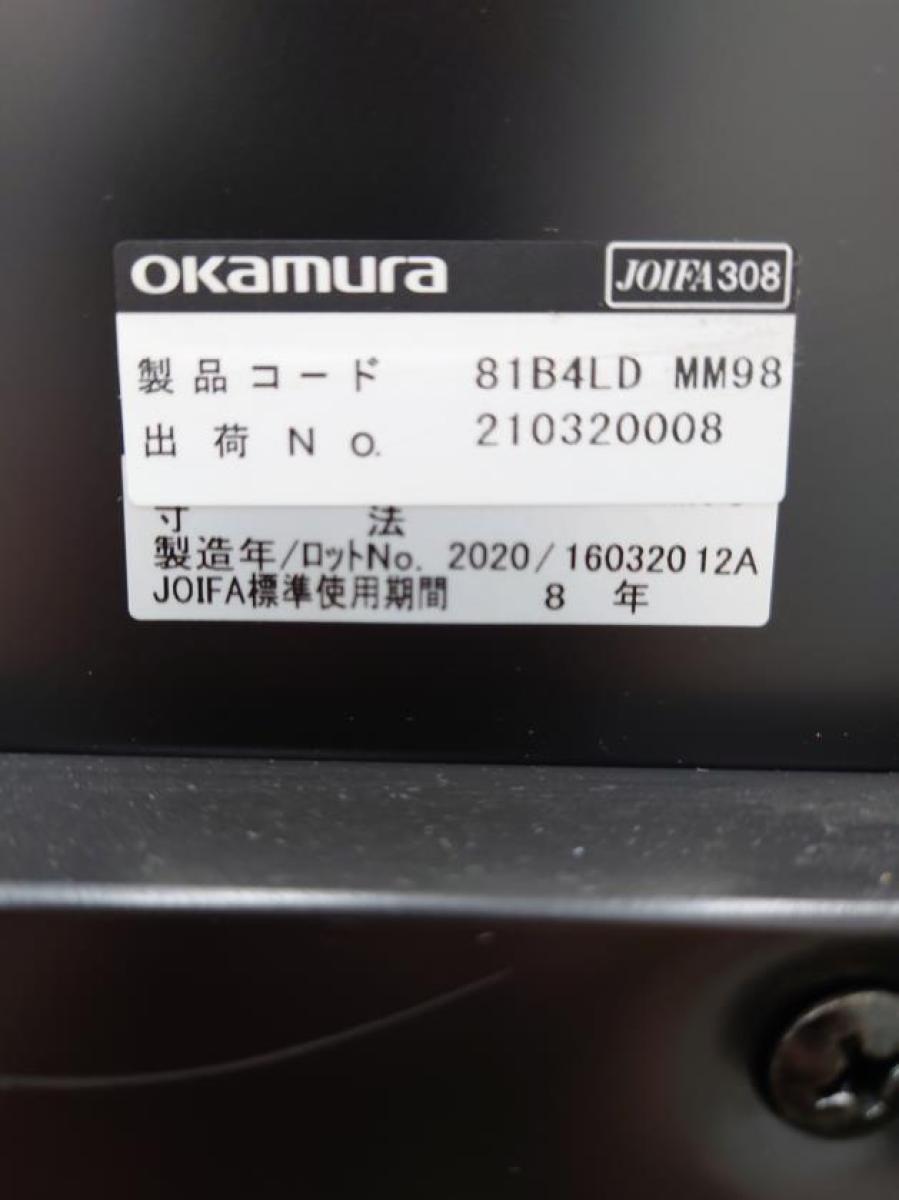 okamura JOIFA308
製品コード 81B4LD MM98
出荷No. 210320008
寸法
製造年/ロットNo. 2020/16032012A
JOIFA標準使用期間 8年